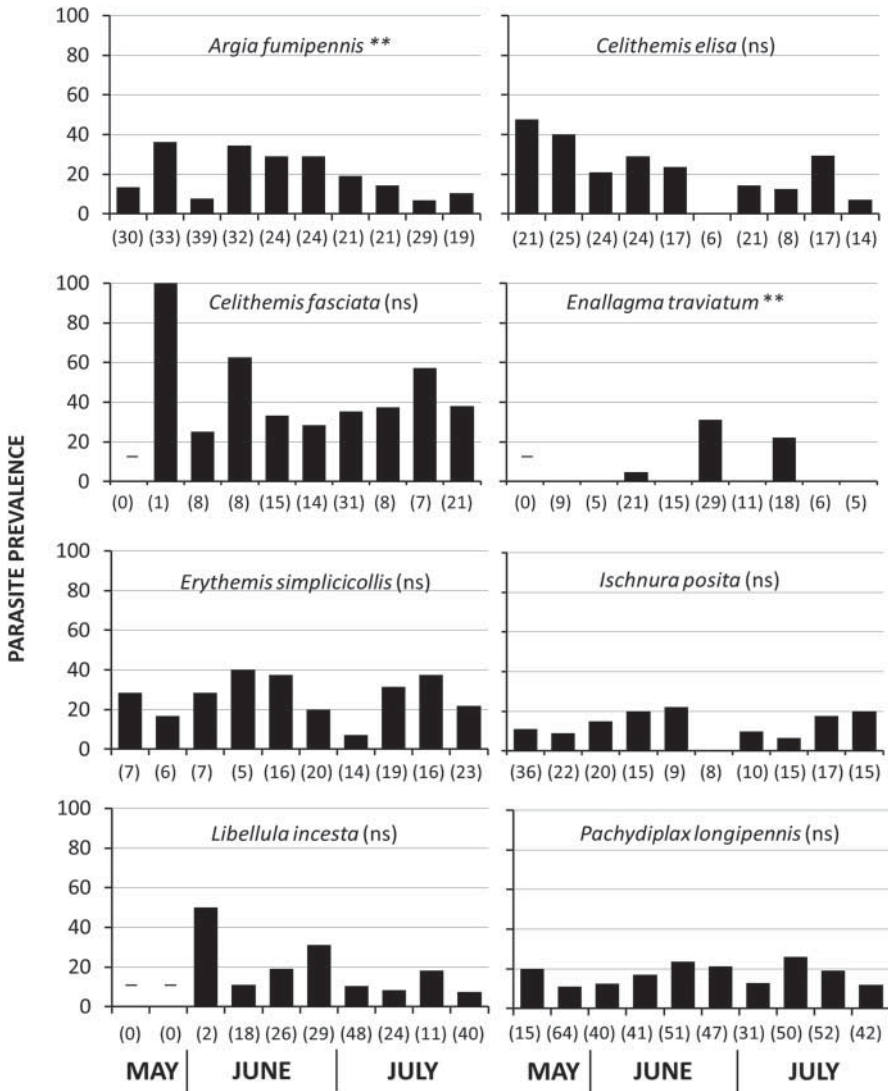 PARASITE PREVALENCE
Argia fumipennis **
100
80
60
40
20
0
(30) (33) (39) (32) (24) (24) (21) (21) (29) (19)
Celithemis elisa (ns)
(21) (25) (24) (24) (17) (6) (21) (8) (17) (14)
Celithemis fasciata (ns)
100
80
60
40
20
0
–
(0) (1) (8) (8) (15) (14) (31) (8) (7) (21)
Enallagma traviatum **
–
(0) (9) (5) (21) (15) (29) (11) (18) (6) (5)
Erythemis simplicicollis (ns)
100
80
60
40
20
0
(7) (6) (7) (5) (16) (20) (14) (19) (16) (23)
Ischnura posita (ns)
(36) (22) (20) (15) (9) (8) (10) (15) (17) (15)
Libellula incesta (ns)
100
80
60
40
20
0
– –
(0) (0) (2) (18) (26) (29) (48) (24) (11) (40)
MAY JUNE JULY
Pachydiplax longipennis (ns)
(15) (64) (40) (41) (51) (47) (31) (50) (52) (42)
MAY JUNE JULY